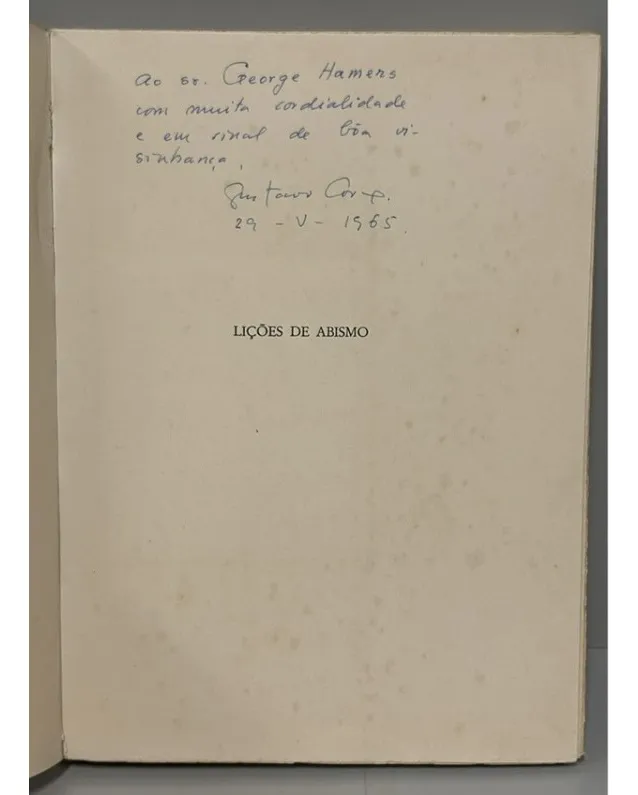 Ao sr. George Hamers
com muita cordialidade
e em sinal de bôa vi-
sinhança,
Gustavo Corção.
29 - V - 1965.
LIÇÕES DE ABISMO